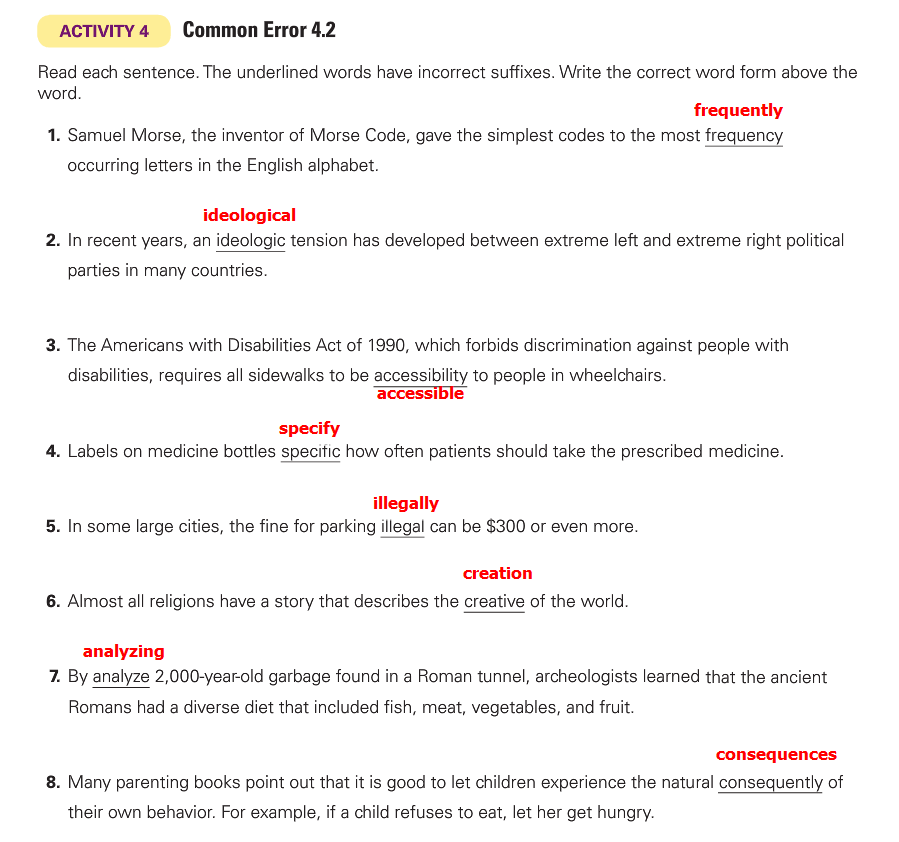 ACTIVITY 4 Common Error 4.2
Read each sentence. The underlined words have incorrect suffixes. Write the correct word form above the
word.
frequently
1. Samuel Morse, the inventor of Morse Code, gave the simplest codes to the most frequency
occurring letters in the English alphabet.
ideological
2. In recent years, an ideologic tension has developed between extreme left and extreme right political
parties in many countries.
3. The Americans with Disabilities Act of 1990, which forbids discrimination against people with
disabilities, requires all sidewalks to be accessibility to people in wheelchairs.
accessible
specify
4. Labels on medicine bottles specific how often patients should take the prescribed medicine.
illegally
5. In some large cities, the fine for parking illegal can be $300 or even more.
creation
6. Almost all religions have a story that describes the creative of the world.
analyzing
7. By analyze 2,000-year-old garbage found in a Roman tunnel, archeologists learned that the ancient
Romans had a diverse diet that included fish, meat, vegetables, and fruit.
consequences
8. Many parenting books point out that it is good to let children experience the natural consequently of
their own behavior. For example, if a child refuses to eat, let her get hungry.